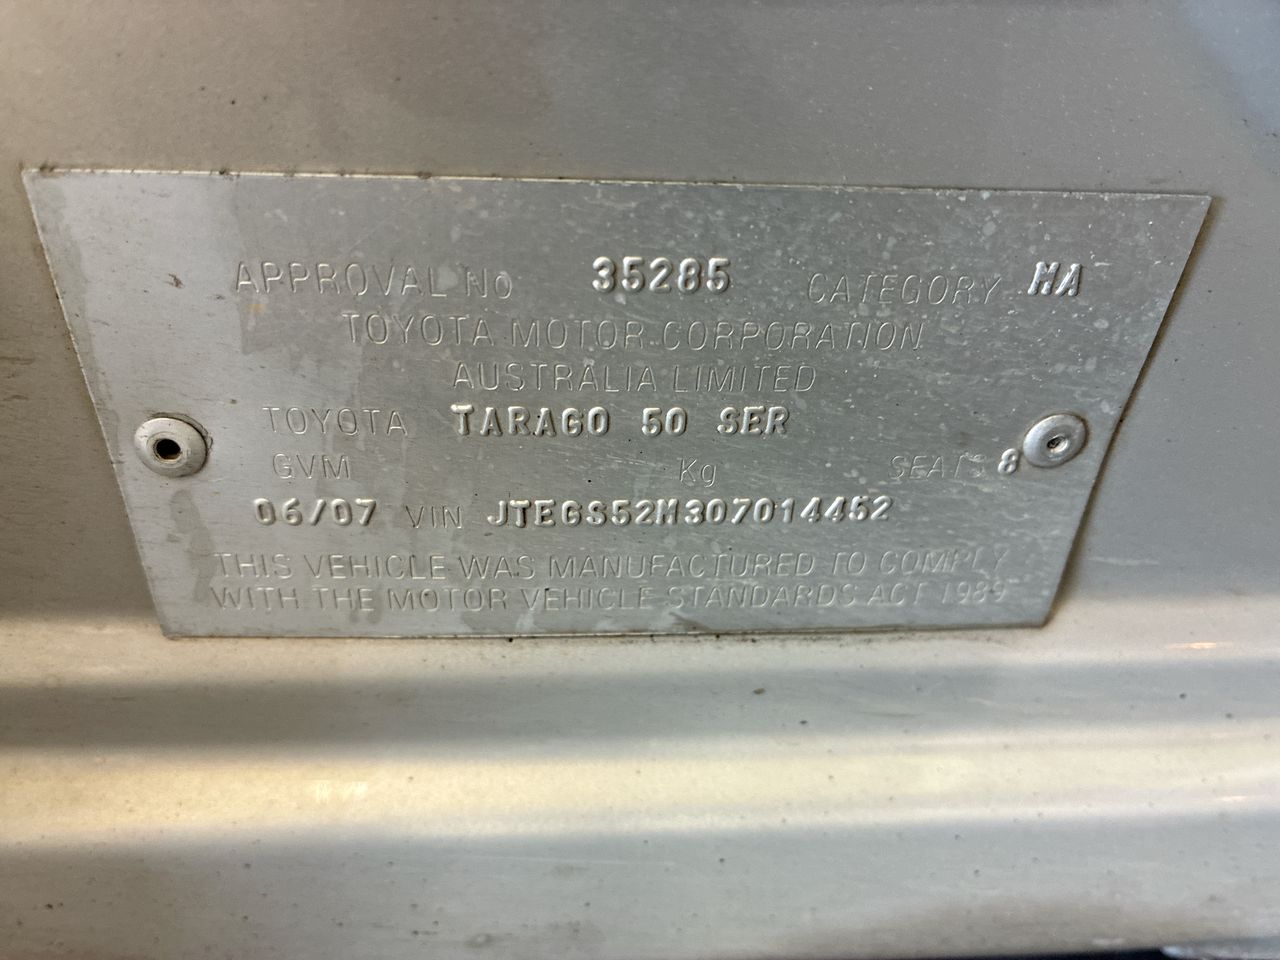 APPROVAL No 35285 CATEGORY MA
TOYOTA MOTOR CORPORATION
AUSTRALIA LIMITED
TOYOTA TARAGO 50 SER
GVM Kg SEATS 8
06/07 VIN JTEGS52M307014452
THIS VEHICLE WAS MANUFACTURED TO COMPLY
WITH THE MOTOR VEHICLE STANDARDS ACT 1989